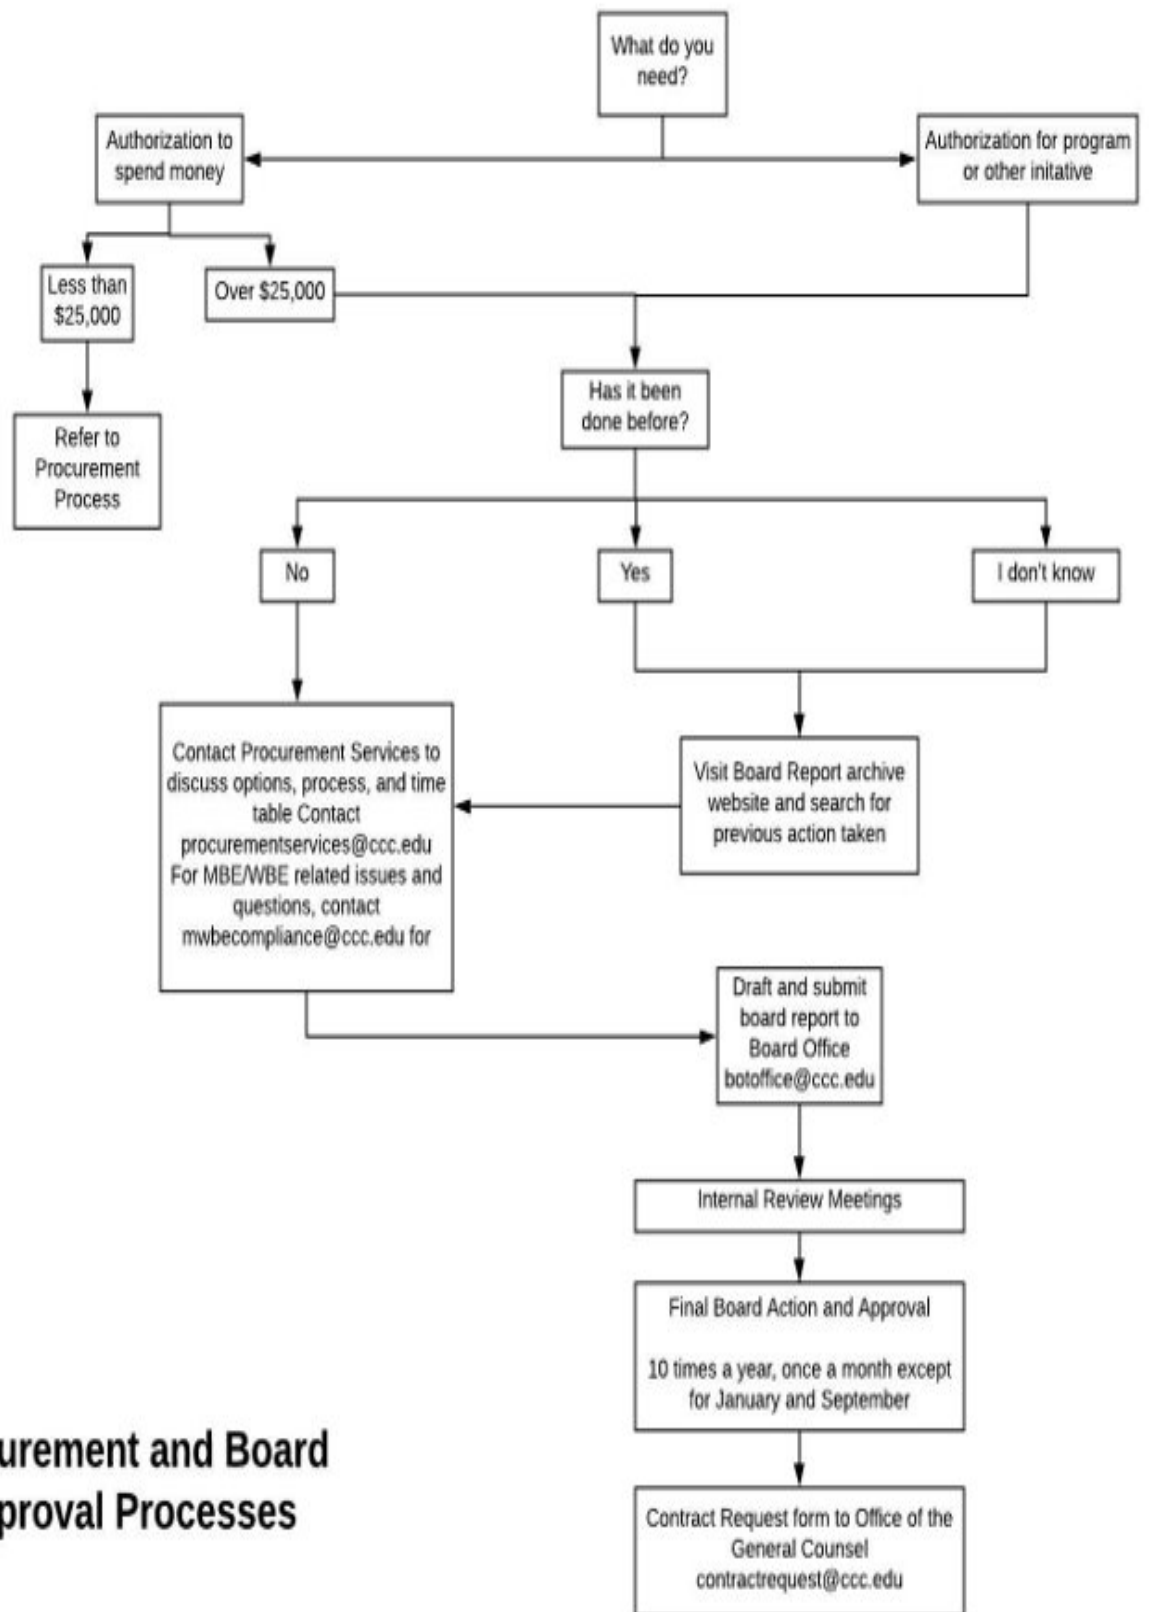 What do you
need?
Authorization to
spend money
Authorization for program
or other initative
Less than
$25,000
Over $25,000
Refer to
Procurement
Process
Has it been
done before?
No
Yes
I don't know
Contact Procurement Services to
discuss options, process, and time
table Contact
procurementservices@ccc.edu
For MBE/WBE related issues and
questions, contact
mwbecompliance@ccc.edu for
Visit Board Report archive
website and search for
previous action taken
Draft and submit
board report to
Board Office
botoffice@ccc.edu
Internal Review Meetings
Final Board Action and Approval
10 times a year, once a month except
for January and September
urement and Board
proval Processes
Contract Request form to Office of the
General Counsel
contractrequest@ccc.edu